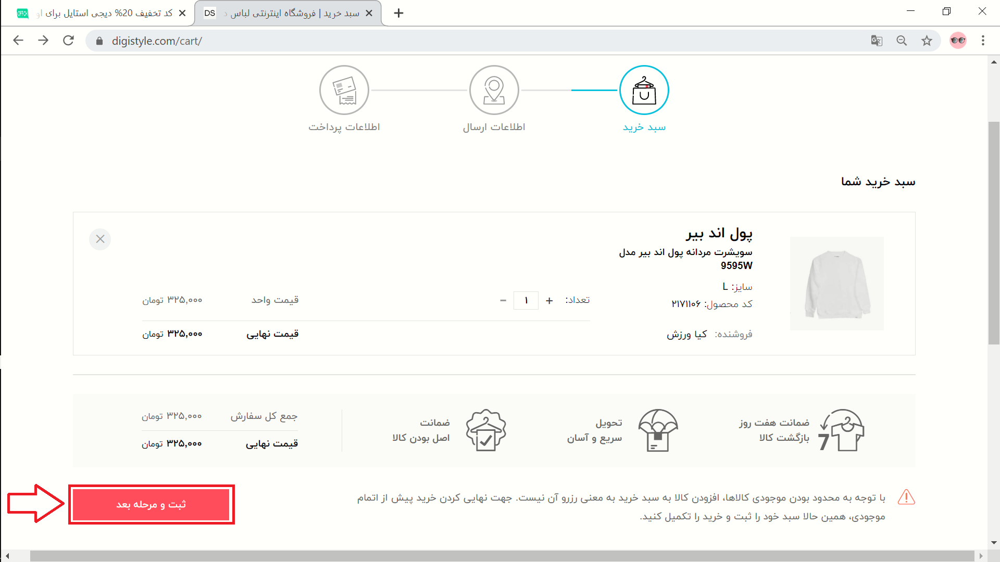 OFFCH کد تخفیف 20% دیجی استایل برای
DS سبد خرید | فروشگاه اینترنتی لباس
digistyle.com/cart/
سبد خرید
اطلاعات ارسال
اطلاعات پرداخت
سبد خرید شما
پول اند بیر
سویشرت مردانه پول اند بیر مدل
9595W
سایز: L
کد محصول: ۲۱۷۱۱۰۶
فروشنده: کیا ورزش
تعداد: + ۱ −
قیمت واحد ۳۲۵,۰۰۰ تومان
قیمت نهایی ۳۲۵,۰۰۰ تومان
ضمانت هفت روز
بازگشت کالا
7
تحویل
سریع و آسان
ضمانت
اصل بودن کالا
جمع کل سفارش ۳۲۵,۰۰۰ تومان
قیمت نهایی ۳۲۵,۰۰۰ تومان
با توجه به محدود بودن موجودی کالاها، افزودن کالا به سبد خرید به معنی رزرو آن نیست. جهت نهایی کردن خرید پیش از اتمام
موجودی، همین حالا سبد خود را ثبت و خرید را تکمیل کنید.
ثبت و مرحله بعد